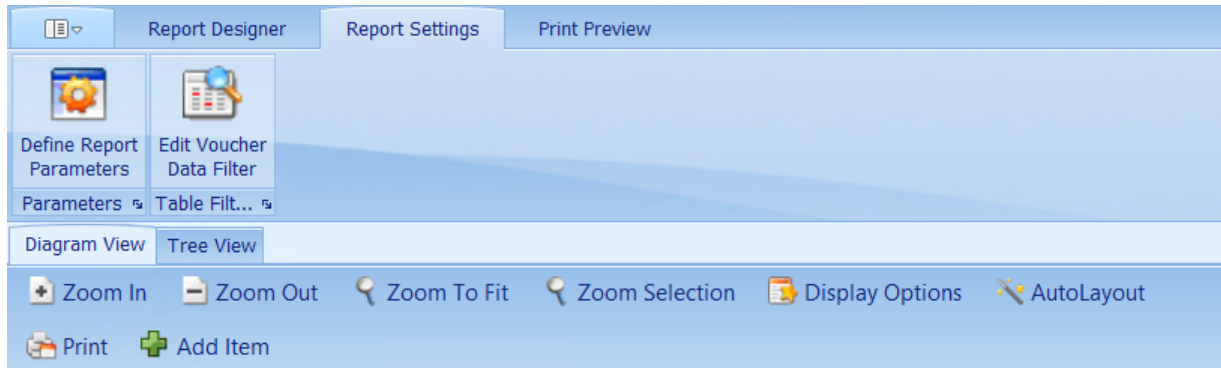 Report Designer Report Settings Print Preview
Define Report Edit Voucher
Parameters Data Filter
Parameters Table Filt...
Diagram View Tree View
Zoom In Zoom Out Zoom To Fit Zoom Selection Display Options AutoLayout
Print Add Item